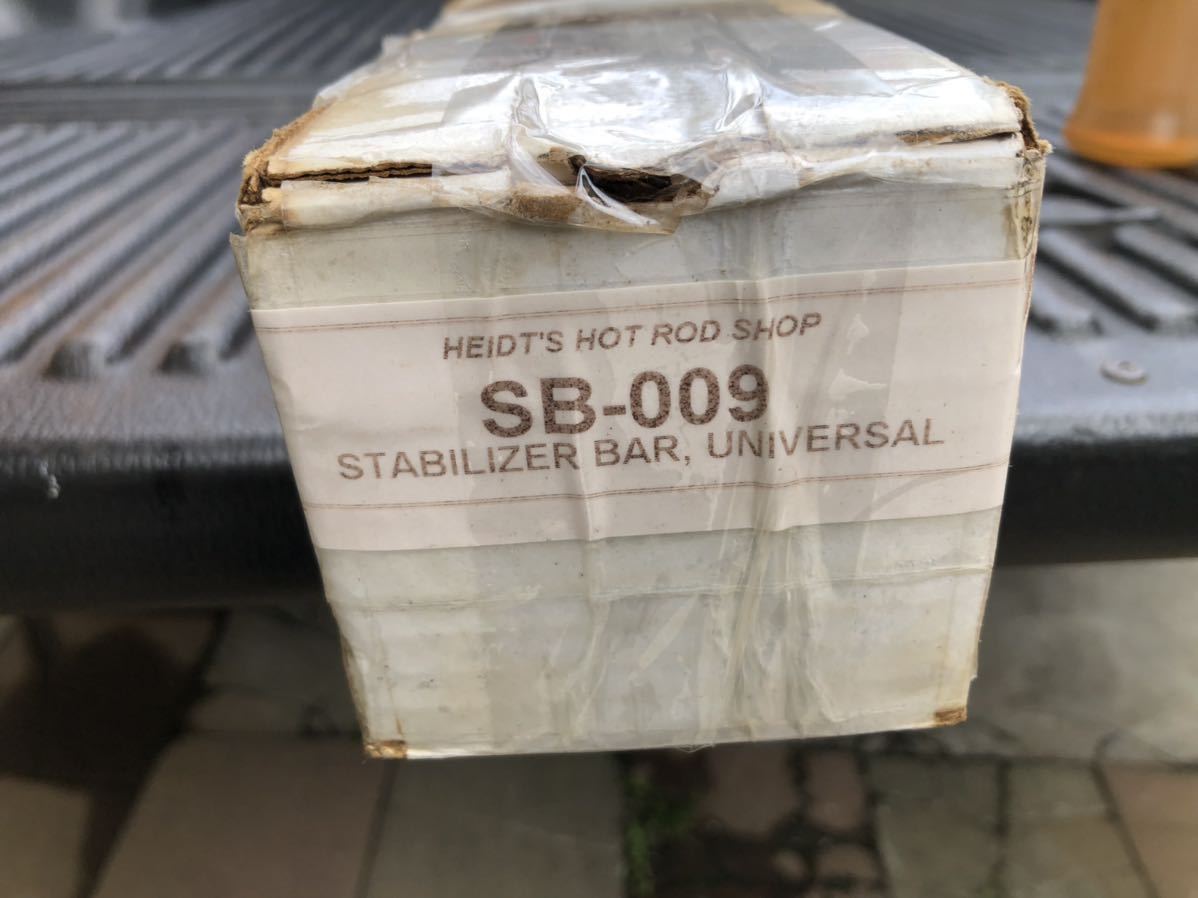 HEIDT'S HOT ROD SHOP
SB-009
STABILIZER BAR, UNIVERSAL